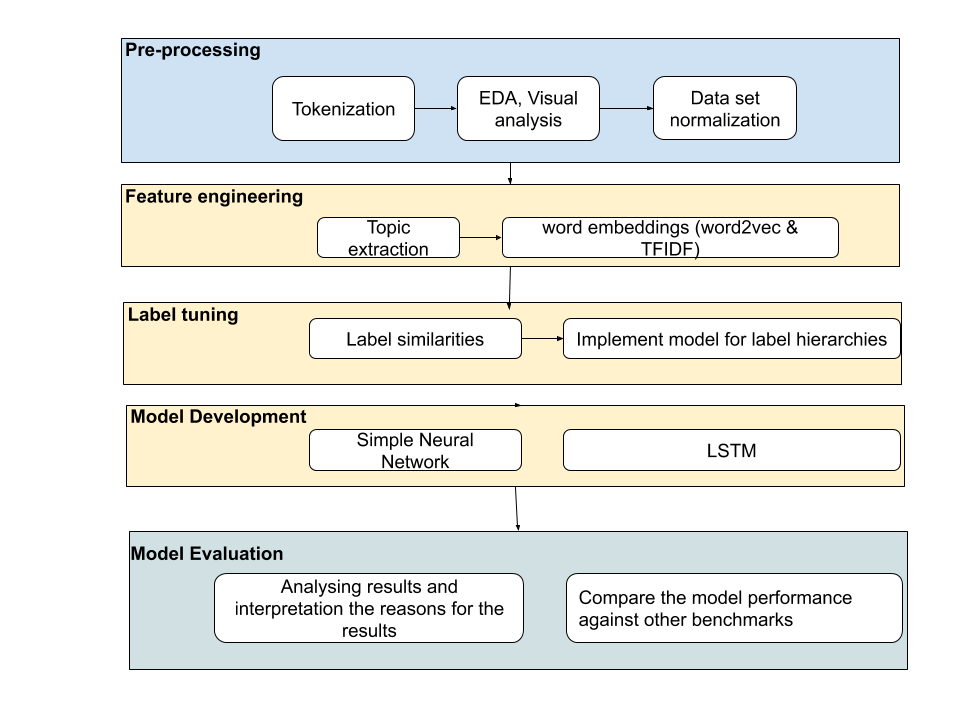 Pre-processing
Tokenization
EDA, Visual
analysis
Data set
normalization
Feature engineering
Topic
extraction
word embeddings (word2vec &
TFIDF)
Label tuning
Label similarities
Implement model for label hierarchies
Model Development
Simple Neural
Network
LSTM
Model Evaluation
Analysing results and
interpretation the reasons for the
results
Compare the model performance
against other benchmarks